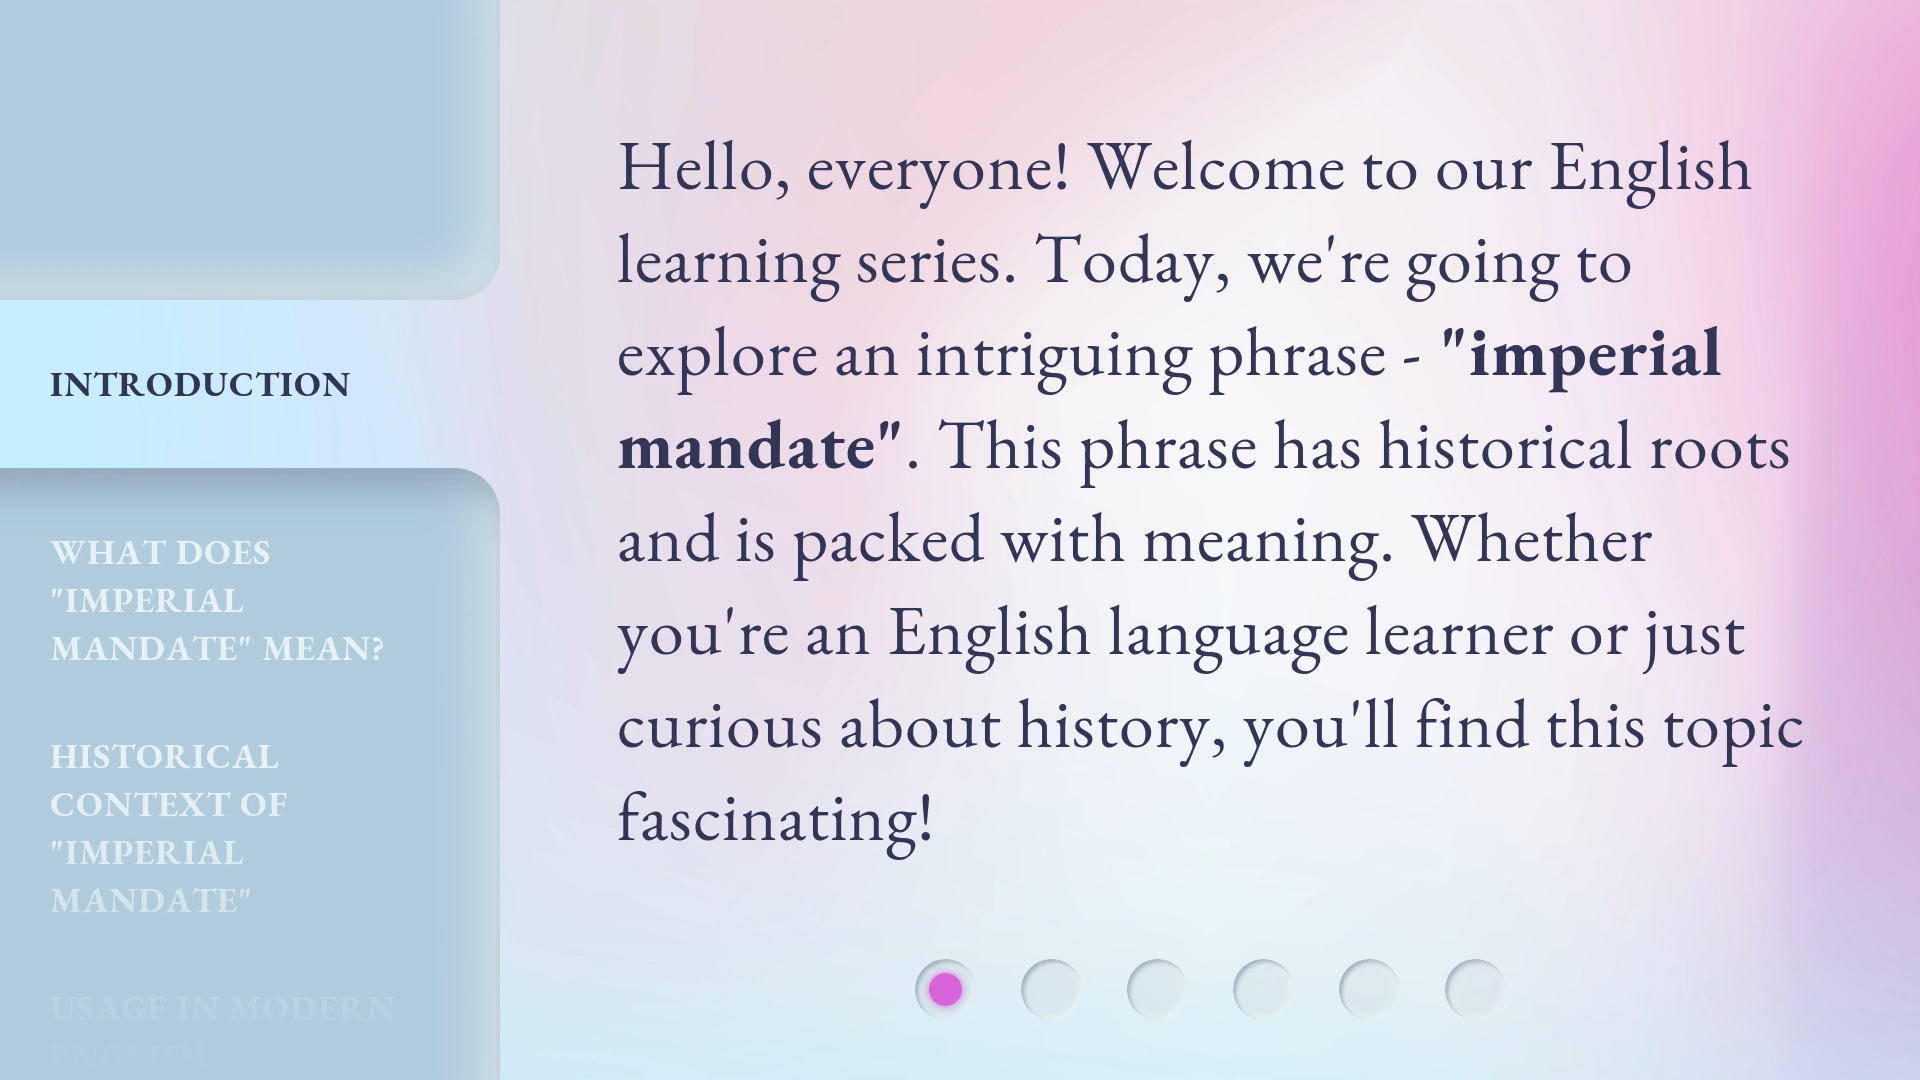 INTRODUCTION
WHAT DOES
"IMPERIAL
MANDATE" MEAN?
HISTORICAL
CONTEXT OF
"IMPERIAL
MANDATE"
USAGE IN MODERN
ENGLISH
Hello, everyone! Welcome to our English
learning series. Today, we're going to
explore an intriguing phrase - "imperial
mandate". This phrase has historical roots
and is packed with meaning. Whether
you're an English language learner or just
curious about history, you'll find this topic
fascinating!